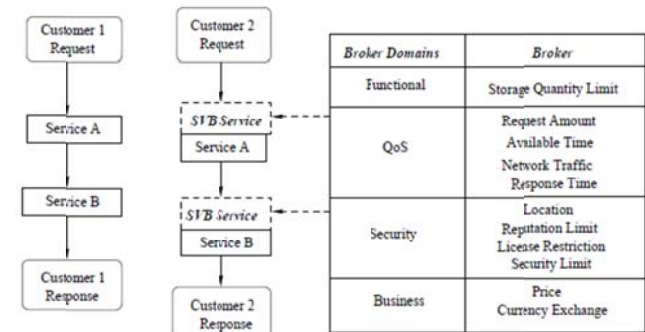 Customer 1
Request
Service A
Service B
Customer 1
Response
Customer 2
Request
SVB Service
Service A
SVB Service
Service B
Customer 2
Response
Broker Domains
Broker
Functional
Storage Quantity Limit
QoS
Request Amount
Available Time
Network Traffic
Response Time
Security
Location
Reputation Limit
License Restriction
Security Limit
Business
Price
Currency Exchange